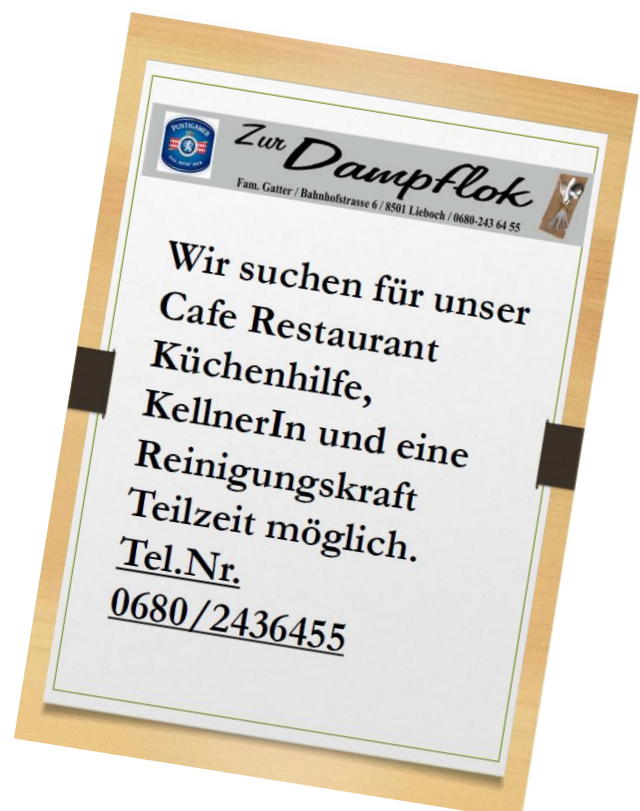 PUNTIGAMER
Zur Dampflok
Fam. Gatter / Bahnhofstrasse 6 / 8501 Lieboch / 0680-243 64 55
Wir suchen für unser
Cafe Restaurant
Küchenhilfe,
KellnerIn und eine
Reinigungskraft
Teilzeit möglich.
Tel.Nr.
0680/2436455